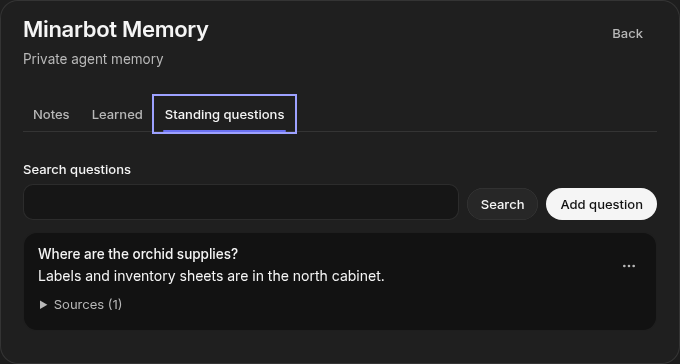 Minarbot Memory
Back
Private agent memory
Notes
Learned
Standing questions
Search questions
Search
Add question
Where are the orchid supplies?
Labels and inventory sheets are in the north cabinet.
Sources (1)